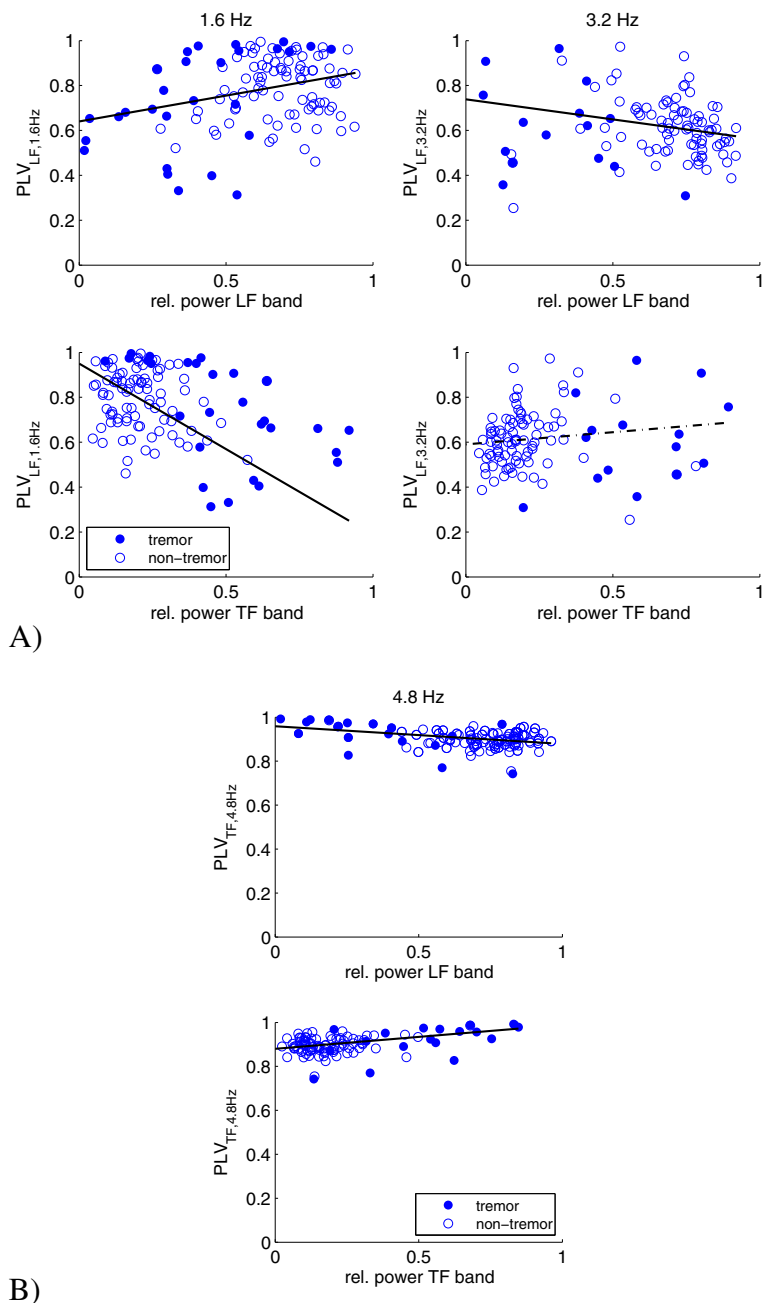 1.6 Hz
3.2 Hz
1
0.8
0.6
0.4
0.2
0
PLV_LF,1.6Hz
0
0.5
1
rel. power LF band
1
0.8
0.6
0.4
0.2
0
PLV_LF,3.2Hz
0
0.5
1
rel. power LF band
1
0.8
0.6
0.4
0.2
0
PLV_LF,1.6Hz
tremor
non−tremor
0
0.5
1
rel. power TF band
1
0.8
0.6
0.4
0.2
0
PLV_LF,3.2Hz
0
0.5
1
rel. power TF band
A)
4.8 Hz
1
0.8
0.6
0.4
0.2
0
PLV_TF,4.8Hz
0
0.5
1
rel. power LF band
1
0.8
0.6
0.4
0.2
0
PLV_TF,4.8Hz
tremor
non−tremor
0
0.5
1
rel. power TF band
B)